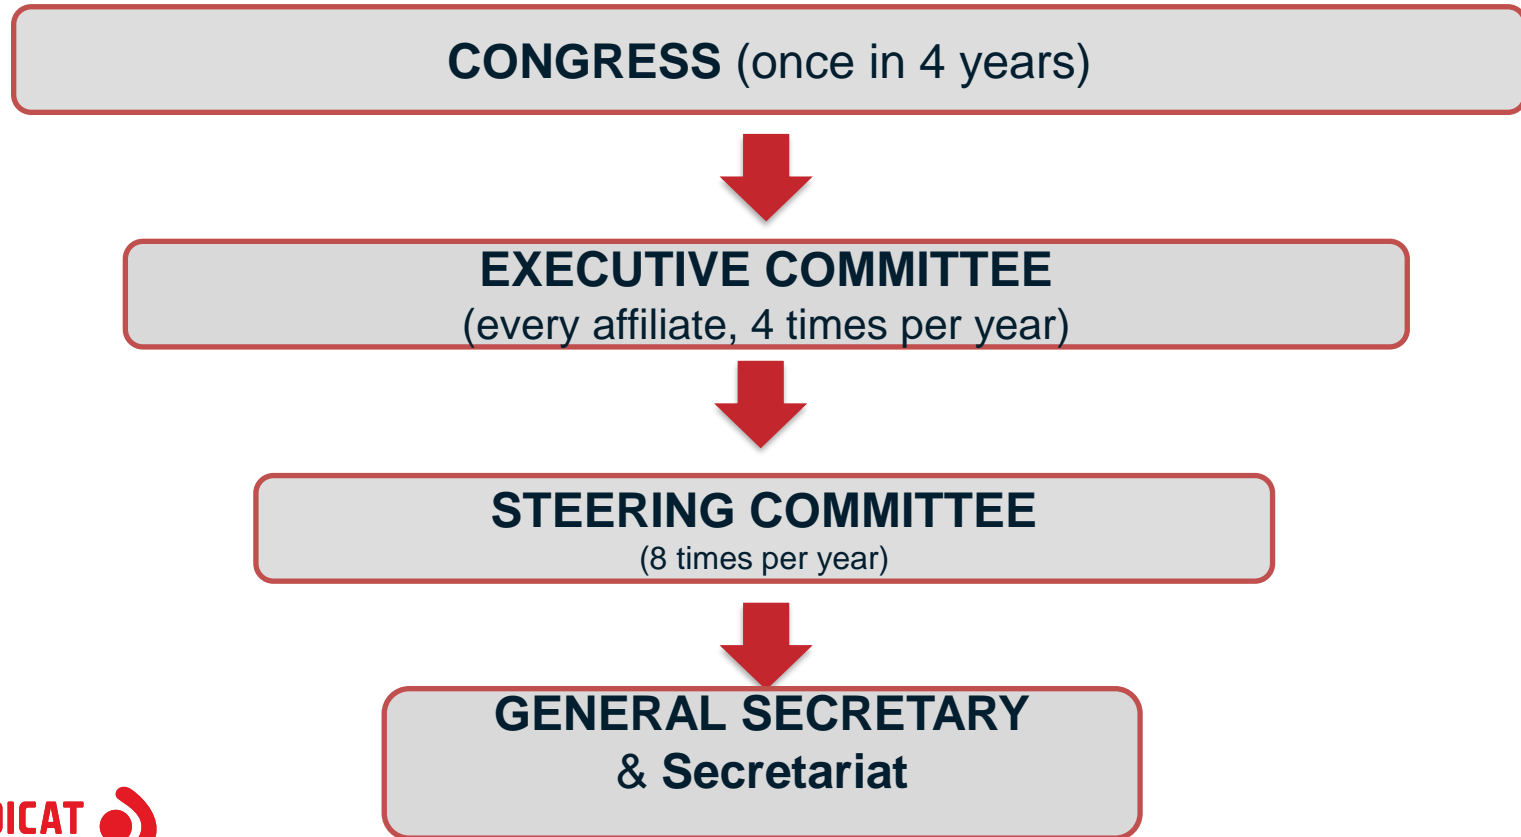 CONGRESS (once in 4 years)
EXECUTIVE COMMITTEE
(every affiliate, 4 times per year)
STEERING COMMITTEE
(8 times per year)
GENERAL SECRETARY
& Secretariat
DICAT